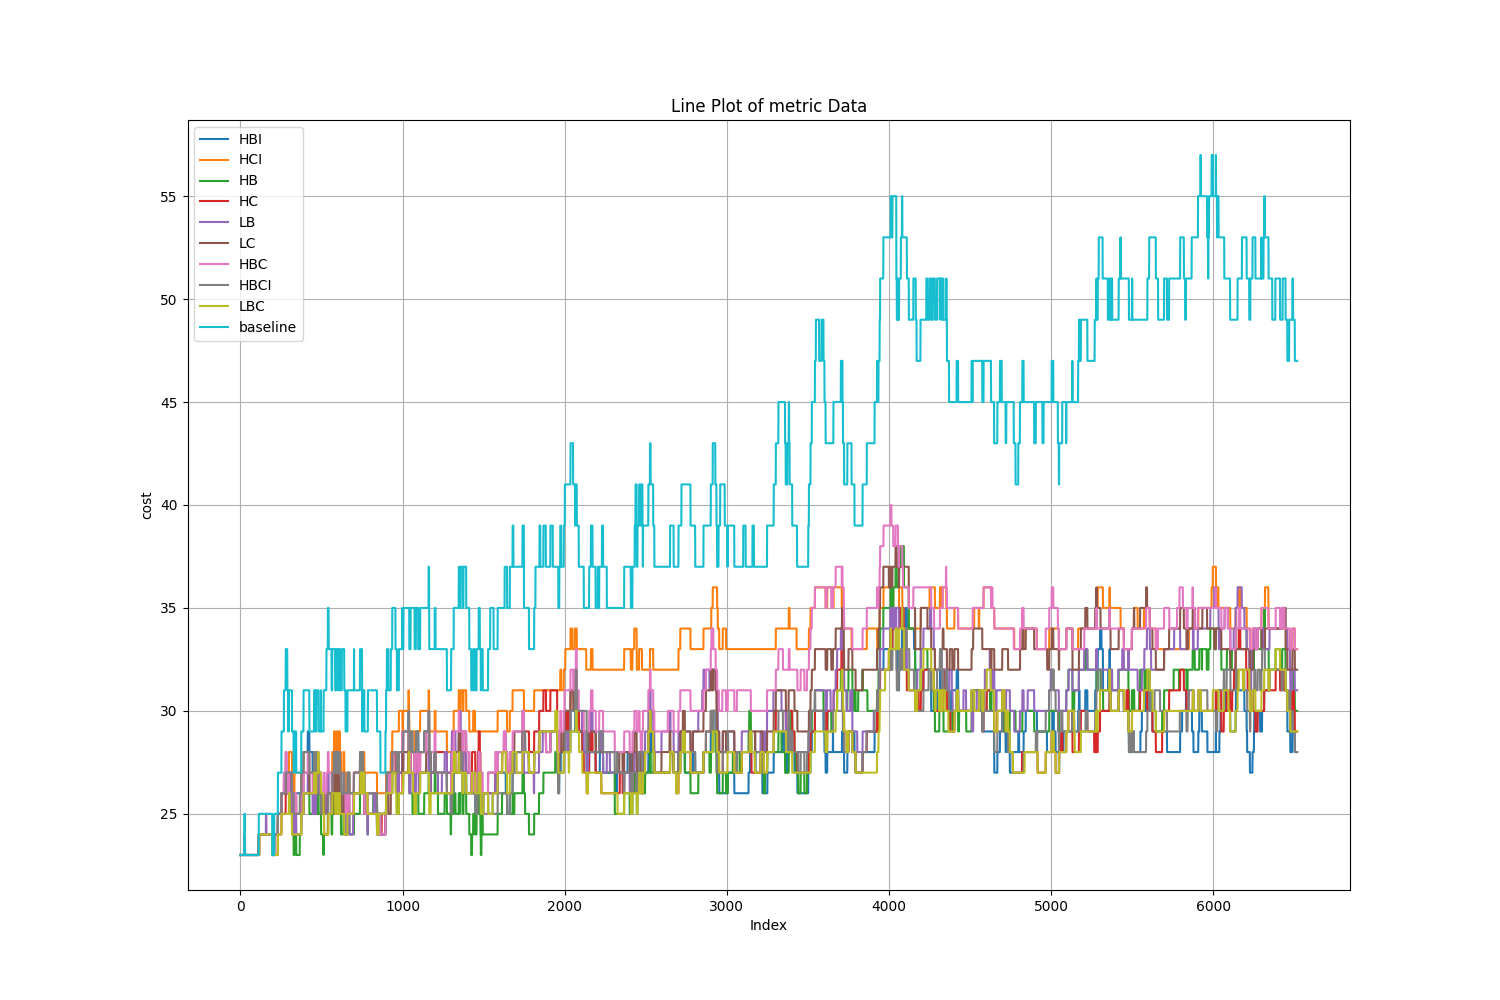 Line Plot of metric Data
HBI
HCI
HB
HC
LB
LC
HBC
HBCI
LBC
baseline
cost
55
50
45
40
35
30
25
0 1000 2000 3000 4000 5000 6000
Index